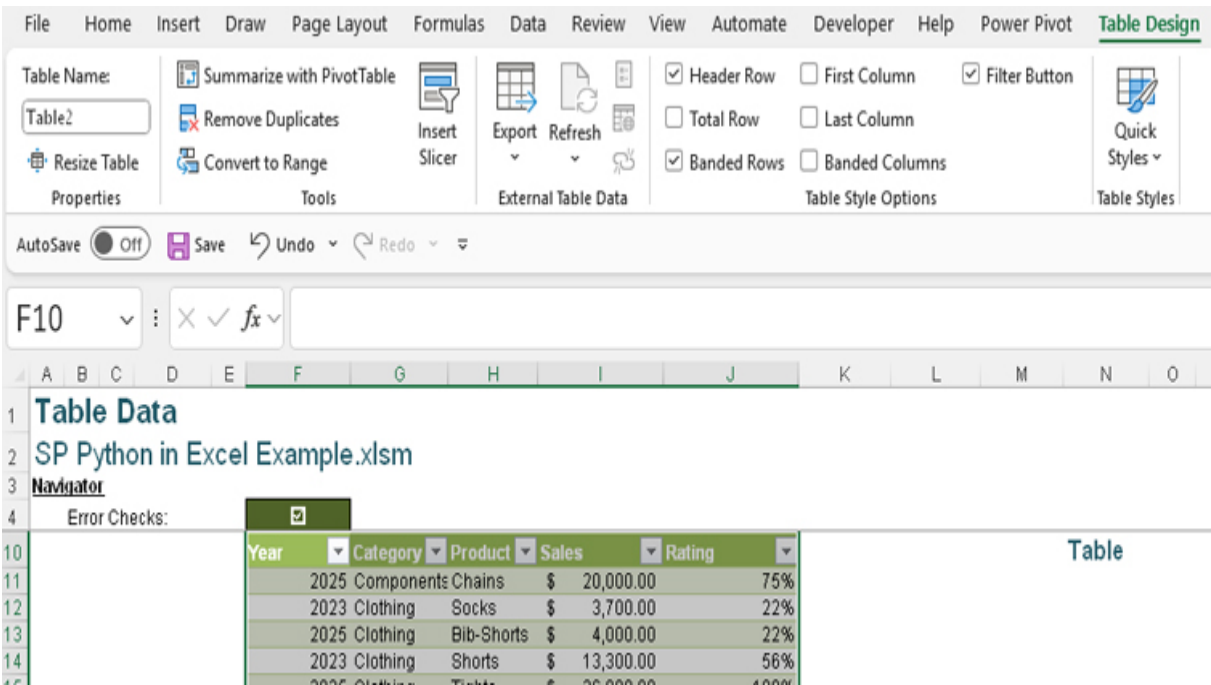 File Home Insert Draw Page Layout Formulas Data Review View Automate Developer Help Power Pivot Table Design
Table Name:
Table2
Resize Table
Properties
Summarize with PivotTable
Remove Duplicates
Convert to Range
Tools
Insert
Slicer
Export Refresh
External Table Data
Header Row First Column Filter Button
Total Row Last Column
Banded Rows Banded Columns
Table Style Options
Quick
Styles
Table Styles
AutoSave Off Save Undo Redo
F10 fx
A B C D E F G H I J K L M N O
1 Table Data
2 SP Python in Excel Example.xlsm
3 Navigator
4 Error Checks:
10 Year Category Product Sales Rating Table
11 2025 Components Chains $ 20,000.00 75%
12 2023 Clothing Socks $ 3,700.00 22%
13 2025 Clothing Bib-Shorts $ 4,000.00 22%
14 2023 Clothing Shorts $ 13,300.00 56%